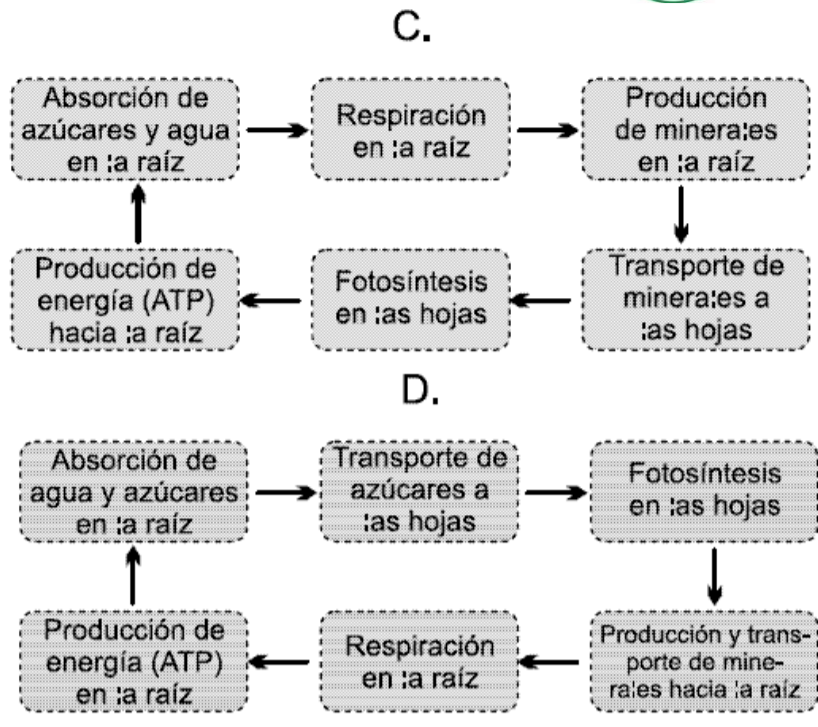 C.
Absorción de
azúcares y agua
en la raíz
Respiración
en la raíz
Producción
de minerales
en la raíz
Producción de
energía (ATP)
hacia la raíz
Fotosíntesis
en las hojas
Transporte de
minerales a
las hojas
D.
Absorción de
agua y azúcares
en la raíz
Transporte de
azúcares a
las hojas
Fotosíntesis
en las hojas
Producción de
energía (ATP)
en la raíz
Respiración
en la raíz
Producción y trans-
porte de mine-
rales hacia la raíz